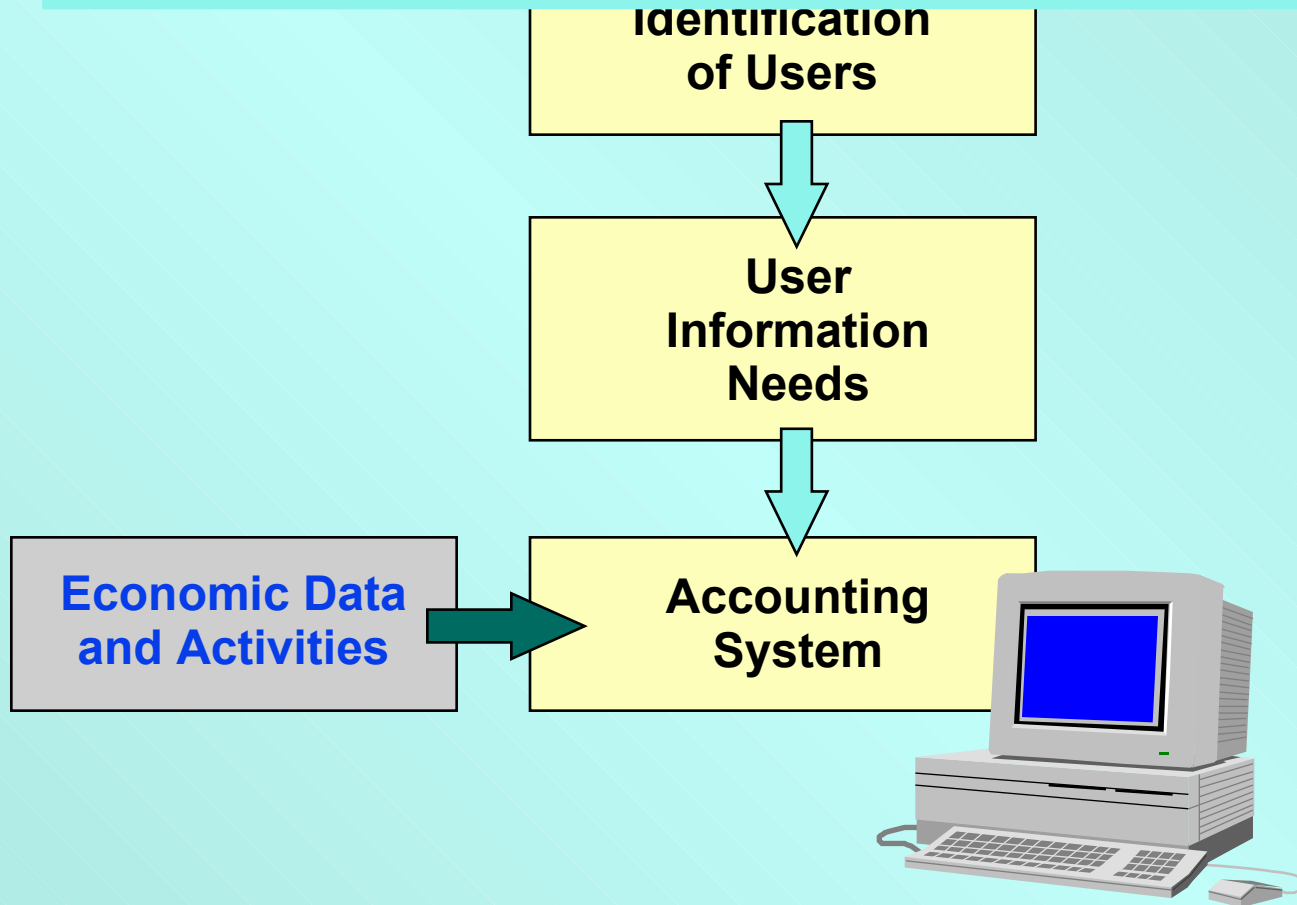 Identification
of Users
User
Information
Needs
Economic Data
and Activities
Accounting
System